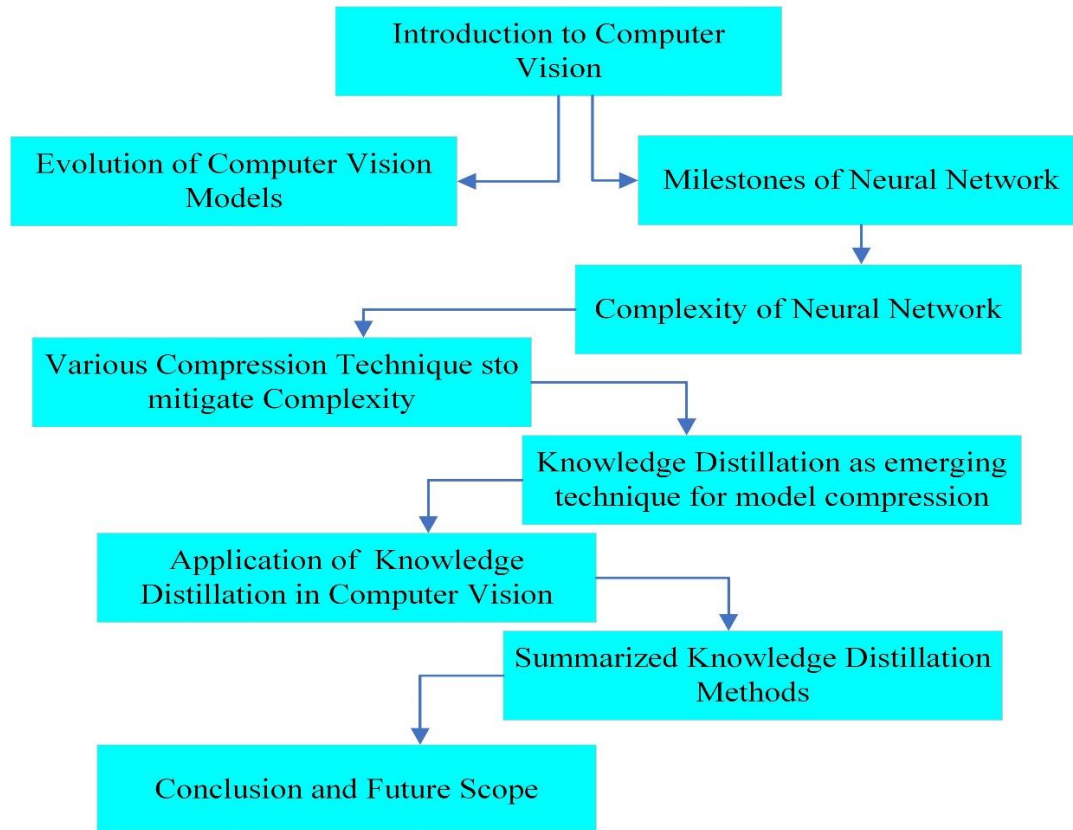 Introduction to Computer
Vision
Evolution of Computer Vision
Models
Milestones of Neural Network
Complexity of Neural Network
Various Compression Technique sto
mitigate Complexity
Knowledge Distillation as emerging
technique for model compression
Application of Knowledge
Distillation in Computer Vision
Summarized Knowledge Distillation
Methods
Conclusion and Future Scope